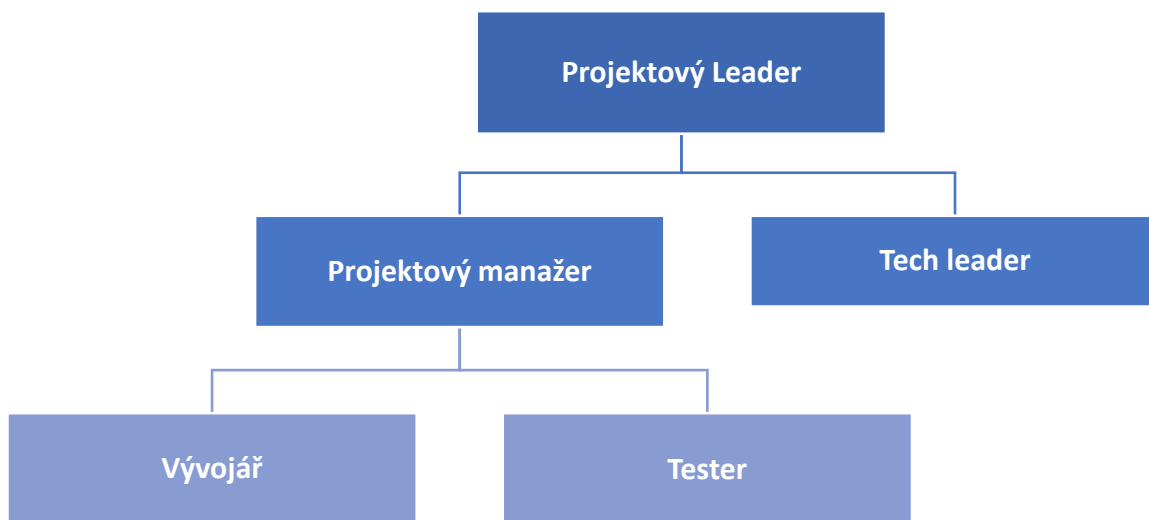 Projektový Leader
Projektový manažer
Tech leader
Vývojář
Tester